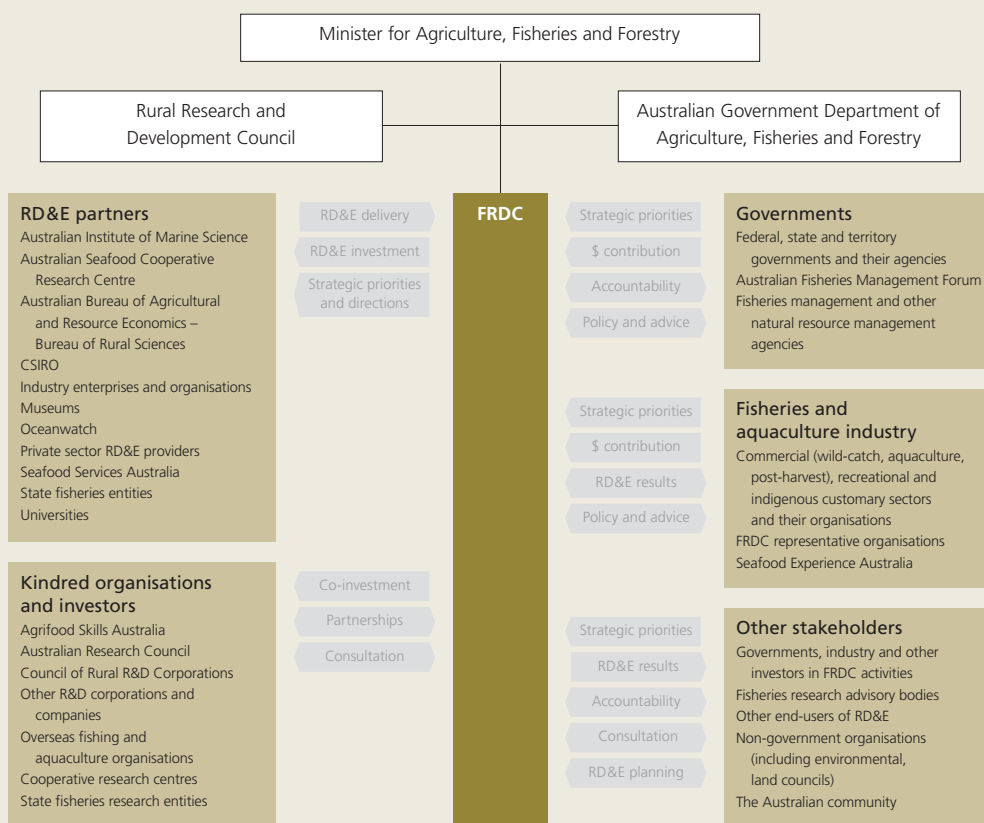 Minister for Agriculture, Fisheries and Forestry
Rural Research and
Development Council
Australian Government Department of
Agriculture, Fisheries and Forestry
RD&E partners
Australian Institute of Marine Science
Australian Seafood Cooperative
Research Centre
Australian Bureau of Agricultural
and Resource Economics –
Bureau of Rural Sciences
CSIRO
Industry enterprises and organisations
Museums
Oceanwatch
Private sector RD&E providers
Seafood Services Australia
State fisheries entities
Universities
RD&E delivery
RD&E investment
Strategic priorities
and directions
Kindred organisations
and investors
Agrifood Skills Australia
Australian Research Council
Council of Rural R&D Corporations
Other R&D corporations and
companies
Overseas fishing and
aquaculture organisations
Cooperative research centres
State fisheries research entities
Co-investment
Partnerships
Consultation
FRDC
Strategic priorities
$ contribution
Accountability
Policy and advice
Governments
Federal, state and territory
governments and their agencies
Australian Fisheries Management Forum
Fisheries management and other
natural resource management
agencies
Strategic priorities
$ contribution
RD&E results
Policy and advice
Fisheries and
aquaculture industry
Commercial (wild-catch, aquaculture,
post-harvest), recreational and
indigenous customary sectors
and their organisations
FRDC representative organisations
Seafood Experience Australia
Strategic priorities
RD&E results
Accountability
Consultation
RD&E planning
Other stakeholders
Governments, industry and other
investors in FRDC activities
Fisheries research advisory bodies
Other end-users of RD&E
Non-government organisations
(including environmental,
land councils)
The Australian community